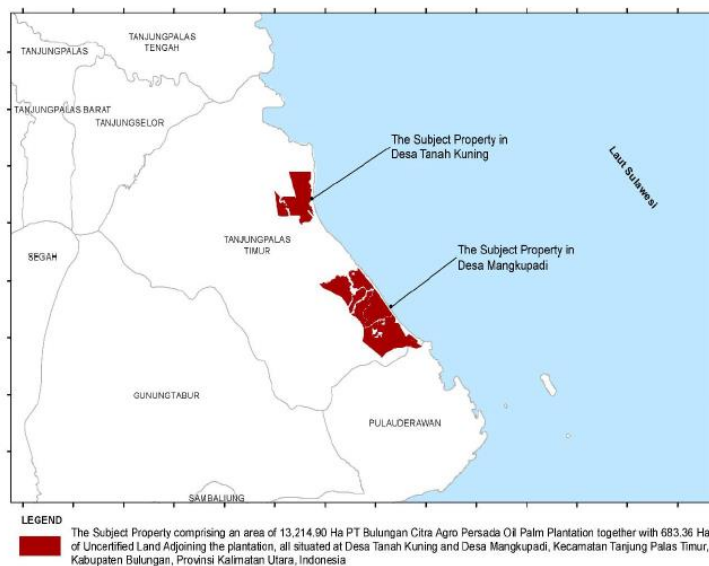 TANJUNGPALAS
TENGAH
TANJUNGPALAS
TANJUNGPALAS BARAT
TANJUNGSELOR
The Subject Property in
Desa Tanah Kuning
Laut Sulawesi
TANJUNGPALAS
TIMUR
SEGAH
The Subject Property in
Desa Mangkupadi
GUNUNGTABUR
PULAUDERAWAN
SAMBALIUNG
LEGEND
The Subject Property comprising an area of 13,214.90 Ha PT Bulungan Citra Agro Persada Oil Palm Plantation together with 683.36 Ha
of Uncertified Land Adjoining the plantation, all situated at Desa Tanah Kuning and Desa Mangkupadi, Kecamatan Tanjung Palas Timur,
Kabupaten Bulungan, Provinsi Kalimatan Utara, Indonesia